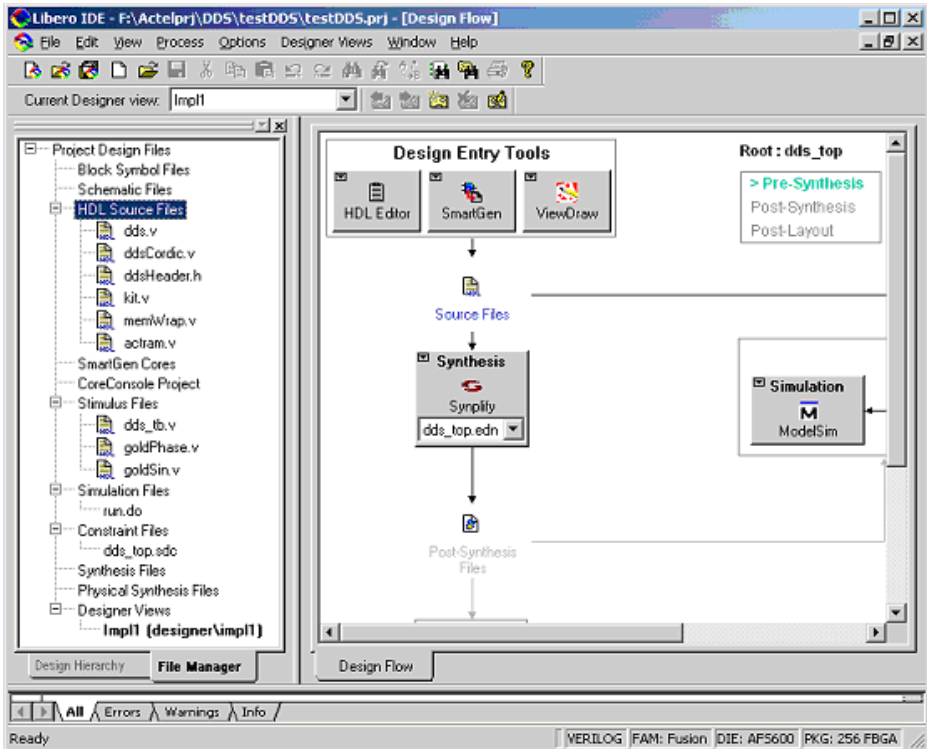 Libero IDE - F:\Actelprj\DDS\testDDS\testDDS.prj - [Design Flow]
File Edit View Process Options Designer Views Window Help
Current Designer view: Impl1
Project Design Files
Block Symbol Files
Schematic Files
HDL Source Files
dds.v
ddsCordic.v
ddsHeader.h
kit.v
memWrap.v
actram.v
SmartGen Cores
CoreConsole Project
Stimulus Files
dds_tb.v
goldPhase.v
goldSin.v
Simulation Files
run.do
Constraint Files
dds_top.sdc
Synthesis Files
Physical Synthesis Files
Designer Views
Impl1 (designer\impl1)
Design Hierarchy File Manager
Design Entry Tools
HDL Editor SmartGen ViewDraw
Source Files
Synthesis
Synplify
dds_top.edn
Post-Synthesis
Files
Root : dds_top
> Pre-Synthesis
Post-Synthesis
Post-Layout
Simulation
M
ModelSim
Design Flow
All Errors Warnings Info
Ready VERILOG FAM: Fusion DIE: AFS600 PKG: 256 FBGA